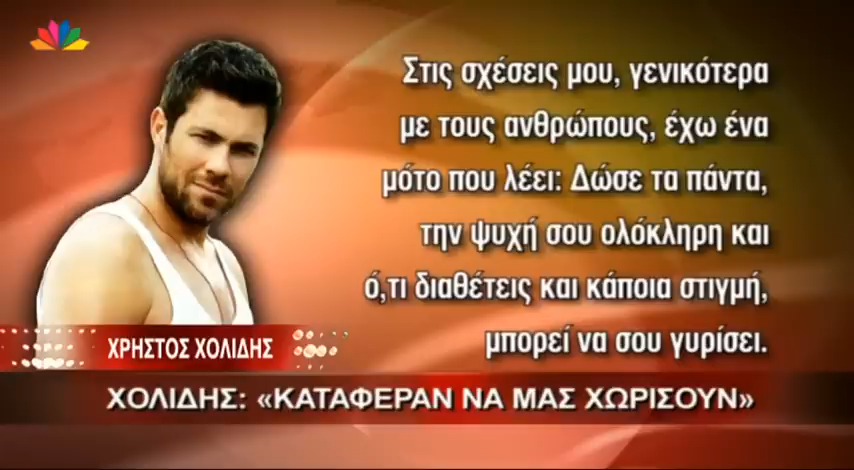 Στις σχέσεις μου, γενικότερα
με τους ανθρώπους, έχω ένα
μότο που λέει: Δώσε τα πάντα,
την ψυχή σου ολόκληρη και
ό,τι διαθέτεις και κάποια στιγμή,
μπορεί να σου γυρίσει.
ΧΡΗΣΤΟΣ ΧΟΛΙΔΗΣ
ΧΟΛΙΔΗΣ: «ΚΑΤΑΦΕΡΑΝ ΝΑ ΜΑΣ ΧΩΡΙΣΟΥΝ»